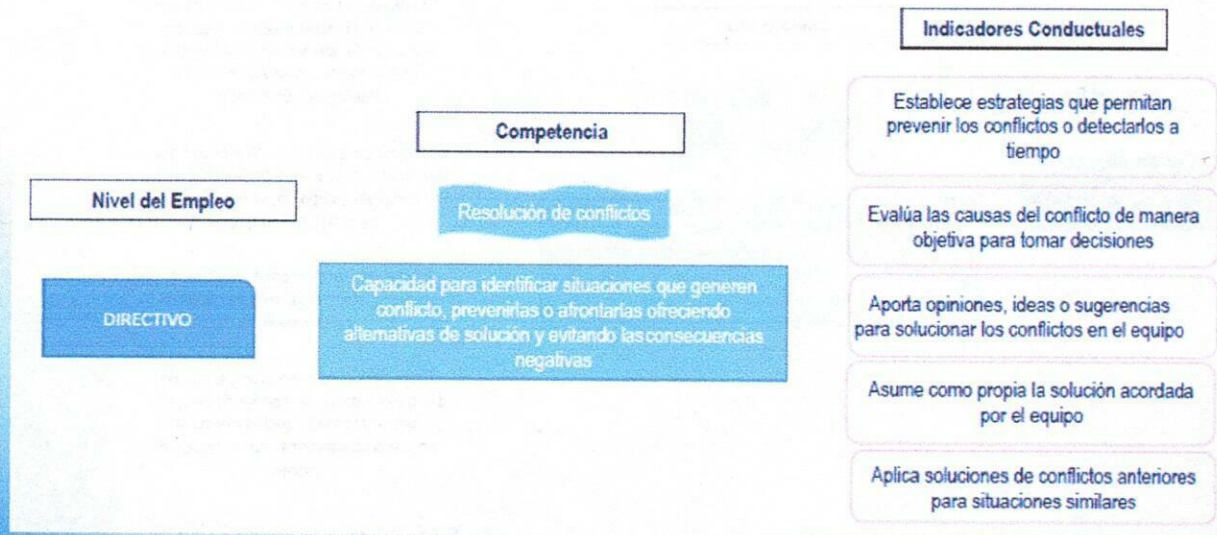 Nivel del Empleo
DIRECTIVO
Competencia
Resolución de conflictos
Capacidad para identificar situaciones que generen
conflicto, prevenirlas o afrontarlas ofreciendo
alternativas de solución y evitando las consecuencias
negativas
Indicadores Conductuales
Establece estrategias que permitan
prevenir los conflictos o detectarlos a
tiempo
Evalúa las causas del conflicto de manera
objetiva para tomar decisiones
Aporta opiniones, ideas o sugerencias
para solucionar los conflictos en el equipo
Asume como propia la solución acordada
por el equipo
Aplica soluciones de conflictos anteriores
para situaciones similares